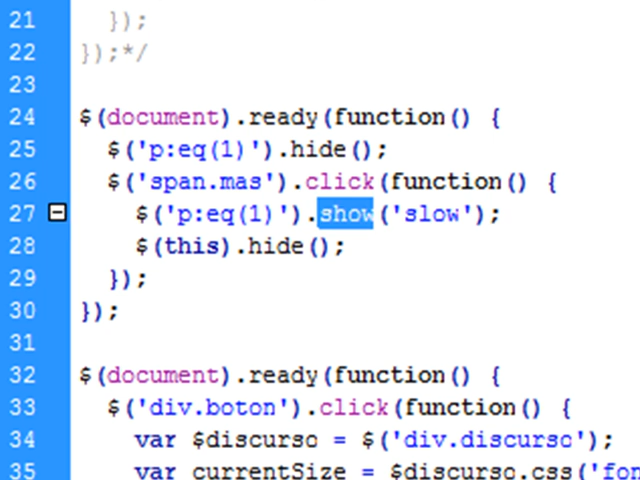 21 });
22 });*/
23
24 $(document).ready(function() {
25 $('p:eq(1)').hide();
26 $('span.mas').click(function() {
27 $('p:eq(1)').show('slow');
28 $(this).hide();
29 });
30 });
31
32 $(document).ready(function() {
33 $('div.boton').click(function() {
34 var $discurso = $('div.discurso');
35 var currentSize = $discurso.css('fon